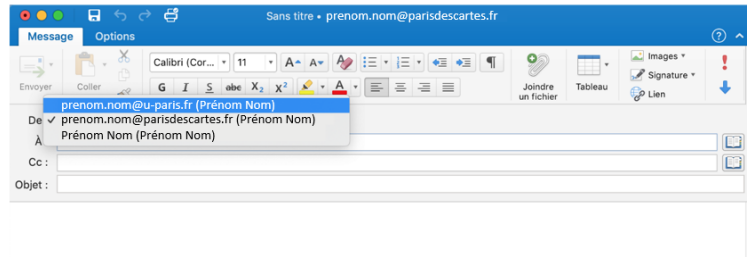 Sans titre • prenom.nom@parisdescartes.fr
Message Options
Envoyer
Coller
Calibri (Cor... 11 A A
G I S abc X₂ X² A
Joindre un fichier
Tableau
Images
Signature
Lien
prenom.nom@u-paris.fr (Prénom Nom)
De ✓ prenom.nom@parisdescartes.fr (Prénom Nom)
Prénom Nom (Prénom Nom)
À
Cc :
Objet :